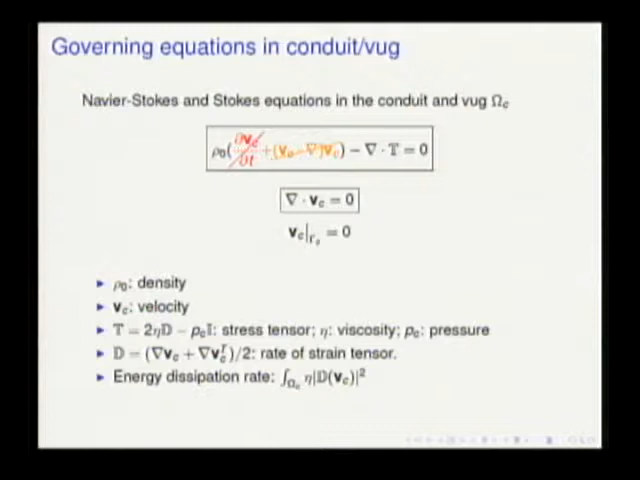 Governing equations in conduit/vug
Navier-Stokes and Stokes equations in the conduit and vug Ω_c
ρ₀(∂v_c/∂t + (v_c · ∇)v_c) − ∇ · 𝕋 = 0
∇ · v_c = 0
v_c|_Γ = 0
▶ ρ₀: density
▶ v_c: velocity
▶ 𝕋 = 2η𝔻 − p_c𝕀: stress tensor; η: viscosity; p_c: pressure
▶ 𝔻 = (∇v_c + ∇v_c^T)/2: rate of strain tensor.
▶ Energy dissipation rate: ∫_Ω_c η|𝔻(v_c)|²